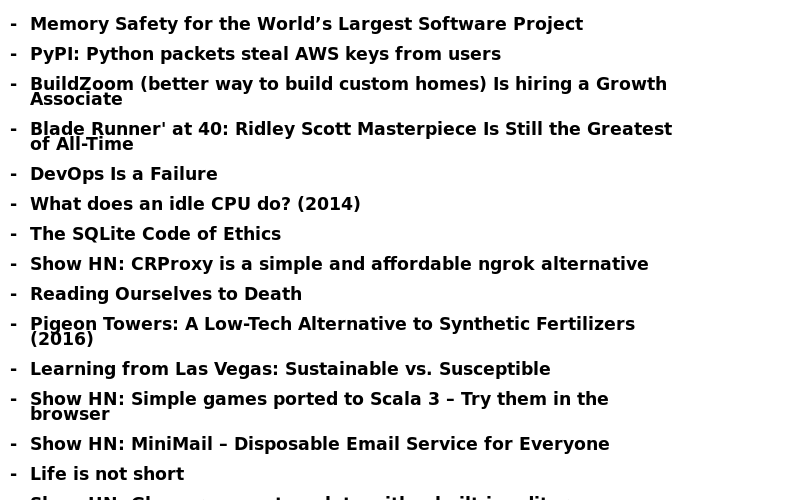 - Memory Safety for the World’s Largest Software Project
- PyPI: Python packets steal AWS keys from users
- BuildZoom (better way to build custom homes) Is hiring a Growth
Associate
- Blade Runner' at 40: Ridley Scott Masterpiece Is Still the Greatest
of All-Time
- DevOps Is a Failure
- What does an idle CPU do? (2014)
- The SQLite Code of Ethics
- Show HN: CRProxy is a simple and affordable ngrok alternative
- Reading Ourselves to Death
- Pigeon Towers: A Low-Tech Alternative to Synthetic Fertilizers
(2016)
- Learning from Las Vegas: Sustainable vs. Susceptible
- Show HN: Simple games ported to Scala 3 – Try them in the
browser
- Show HN: MiniMail – Disposable Email Service for Everyone
- Life is not short
- Show HN: